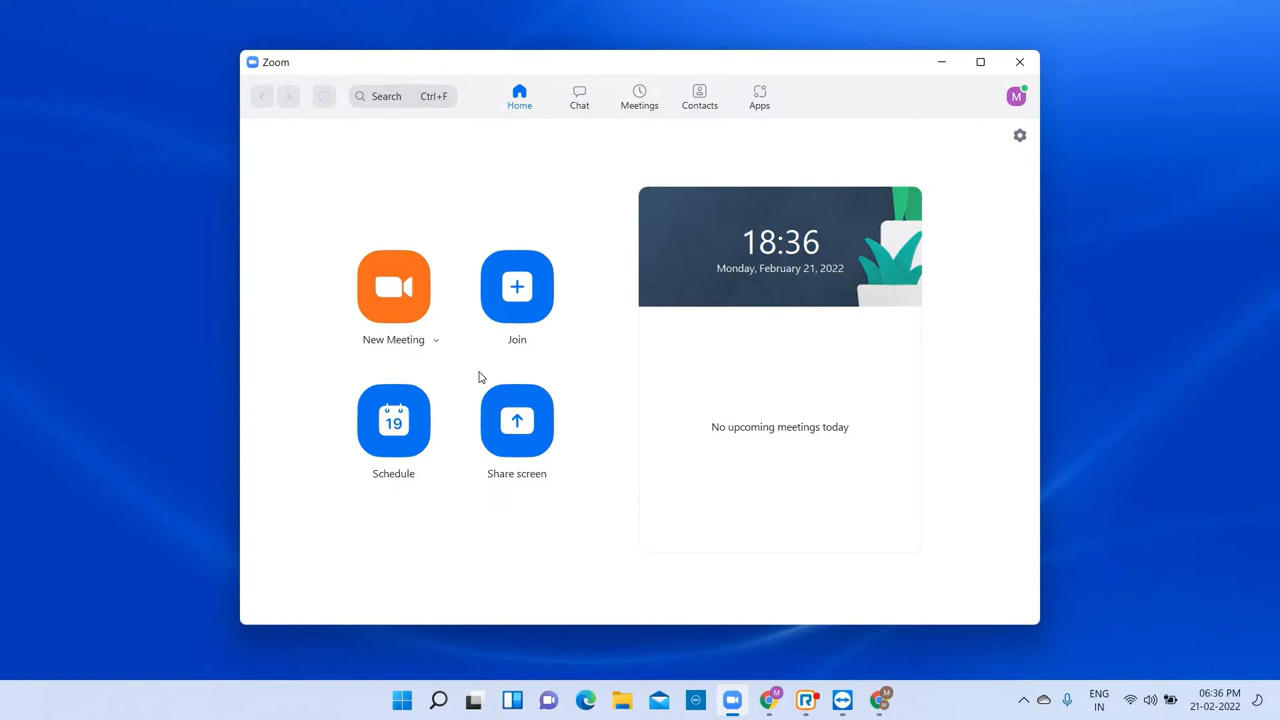 Zoom
Search Ctrl+F
Home
Chat
Meetings
Contacts
Apps
M
18:36
Monday, February 21, 2022
New Meeting
Join
19
Schedule
Share screen
No upcoming meetings today
ENG
IN
06:36 PM
21-02-2022